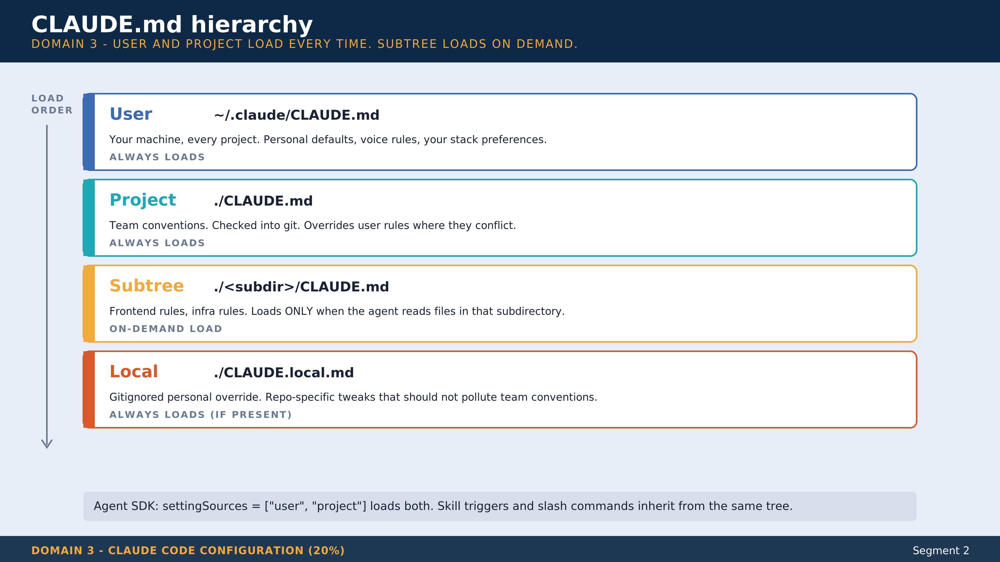 CLAUDE.md hierarchy
DOMAIN 3 - USER AND PROJECT LOAD EVERY TIME. SUBTREE LOADS ON DEMAND.
LOAD
ORDER
User ~/.claude/CLAUDE.md
Your machine, every project. Personal defaults, voice rules, your stack preferences.
ALWAYS LOADS
Project ./CLAUDE.md
Team conventions. Checked into git. Overrides user rules where they conflict.
ALWAYS LOADS
Subtree ./<subdir>/CLAUDE.md
Frontend rules, infra rules. Loads ONLY when the agent reads files in that subdirectory.
ON-DEMAND LOAD
Local ./CLAUDE.local.md
Gitignored personal override. Repo-specific tweaks that should not pollute team conventions.
ALWAYS LOADS (IF PRESENT)
Agent SDK: settingSources = ["user", "project"] loads both. Skill triggers and slash commands inherit from the same tree.
DOMAIN 3 - CLAUDE CODE CONFIGURATION (20%)
Segment 2